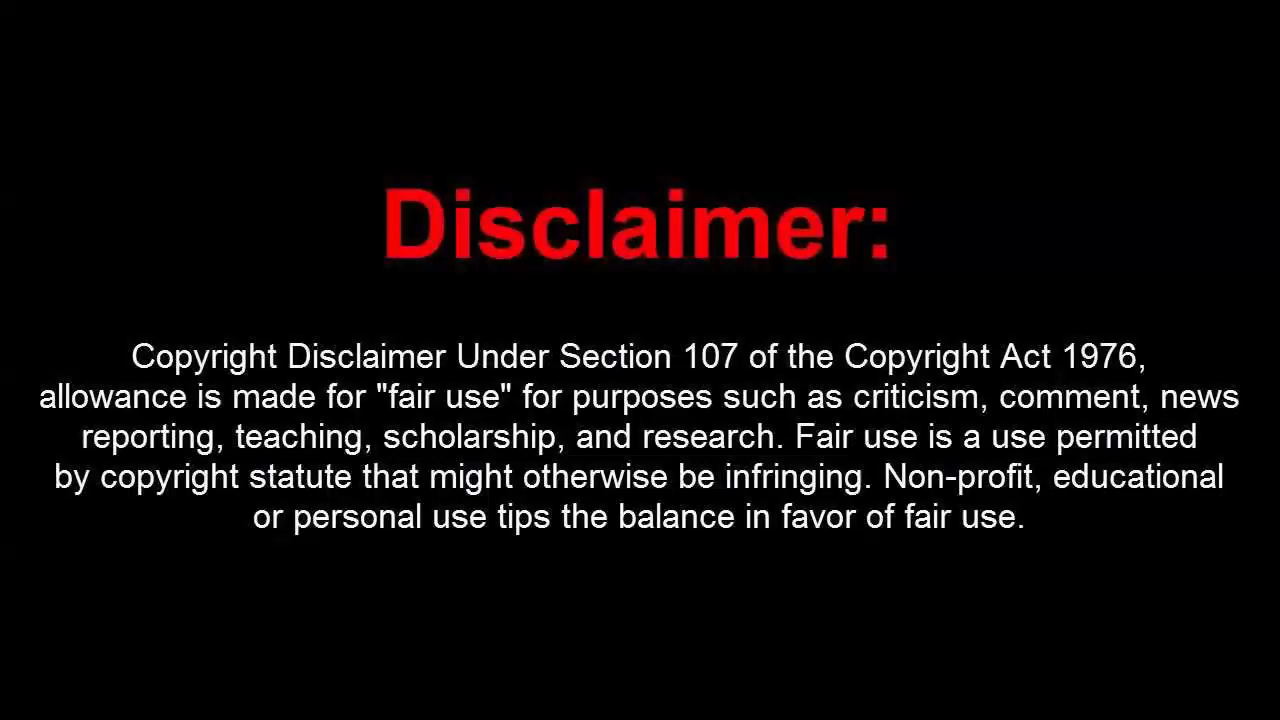 Disclaimer:
Copyright Disclaimer Under Section 107 of the Copyright Act 1976,
allowance is made for "fair use" for purposes such as criticism, comment, news
reporting, teaching, scholarship, and research. Fair use is a use permitted
by copyright statute that might otherwise be infringing. Non-profit, educational
or personal use tips the balance in favor of fair use.